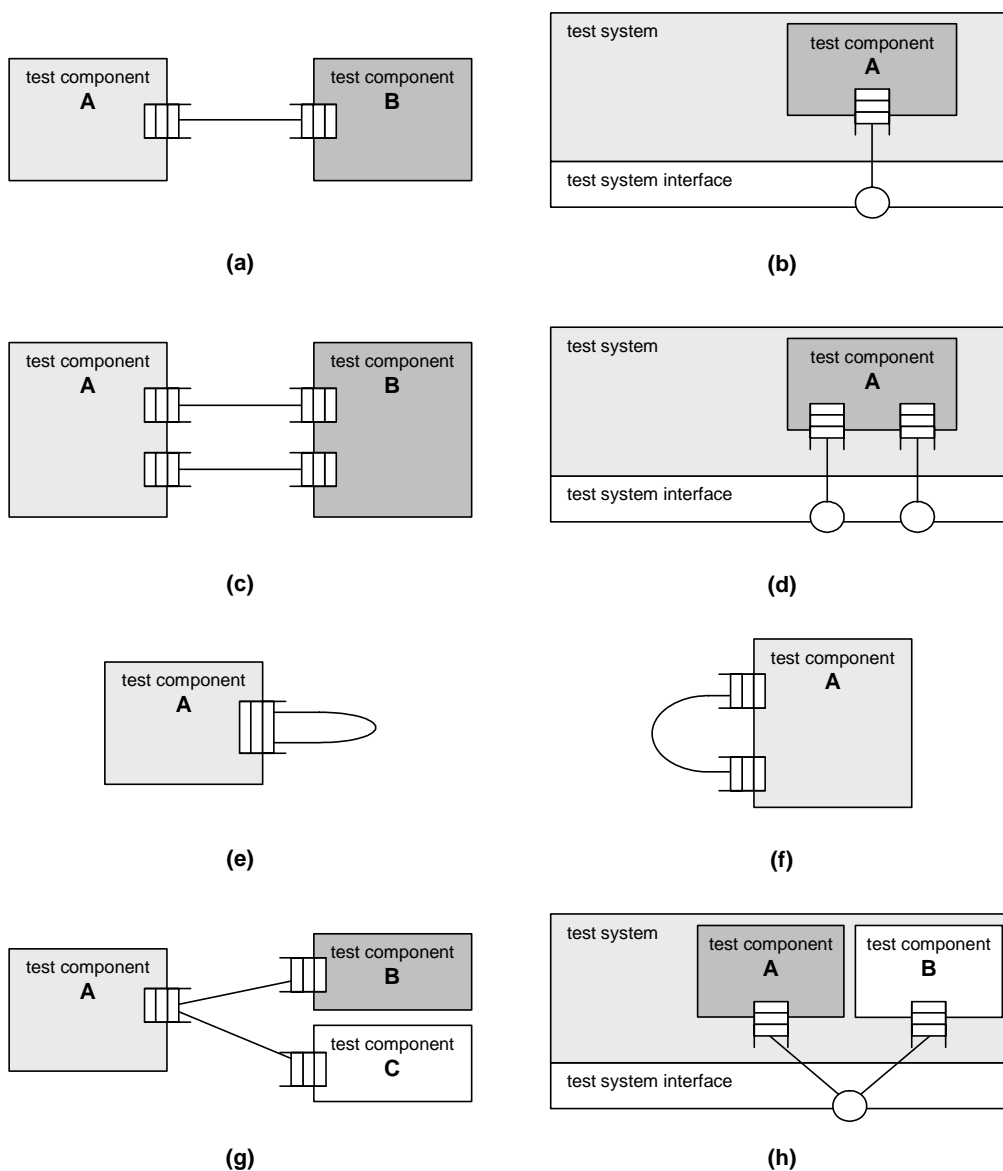 test component
A
test component
B
(a)
test system
test component
A
test system interface
(b)
test component
A
test component
B
(c)
test system
test component
A
test system interface
(d)
test component
A
(e)
test component
A
(f)
test component
A
test component
B
test component
C
(g)
test system
test component
A
test component
B
test system interface
(h)